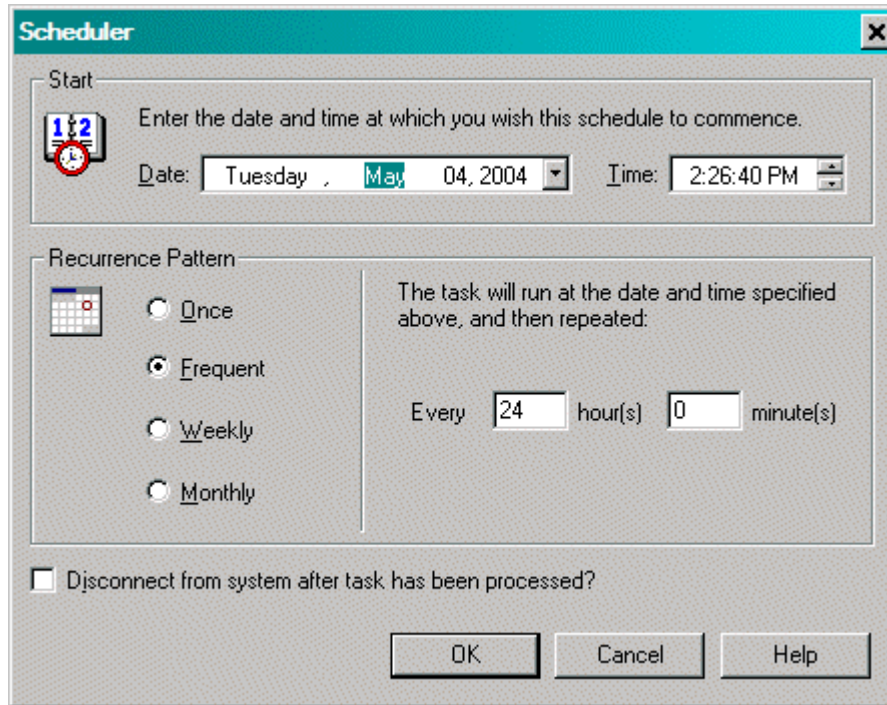 Scheduler
Start
1 2
Enter the date and time at which you wish this schedule to commence.
Date: Tuesday , May 04, 2004 Time: 2:26:40 PM
Recurrence Pattern
The task will run at the date and time specified
above, and then repeated:
Once
Frequent
Every 24 hour(s) 0 minute(s)
Weekly
Monthly
Disconnect from system after task has been processed?
OK Cancel Help